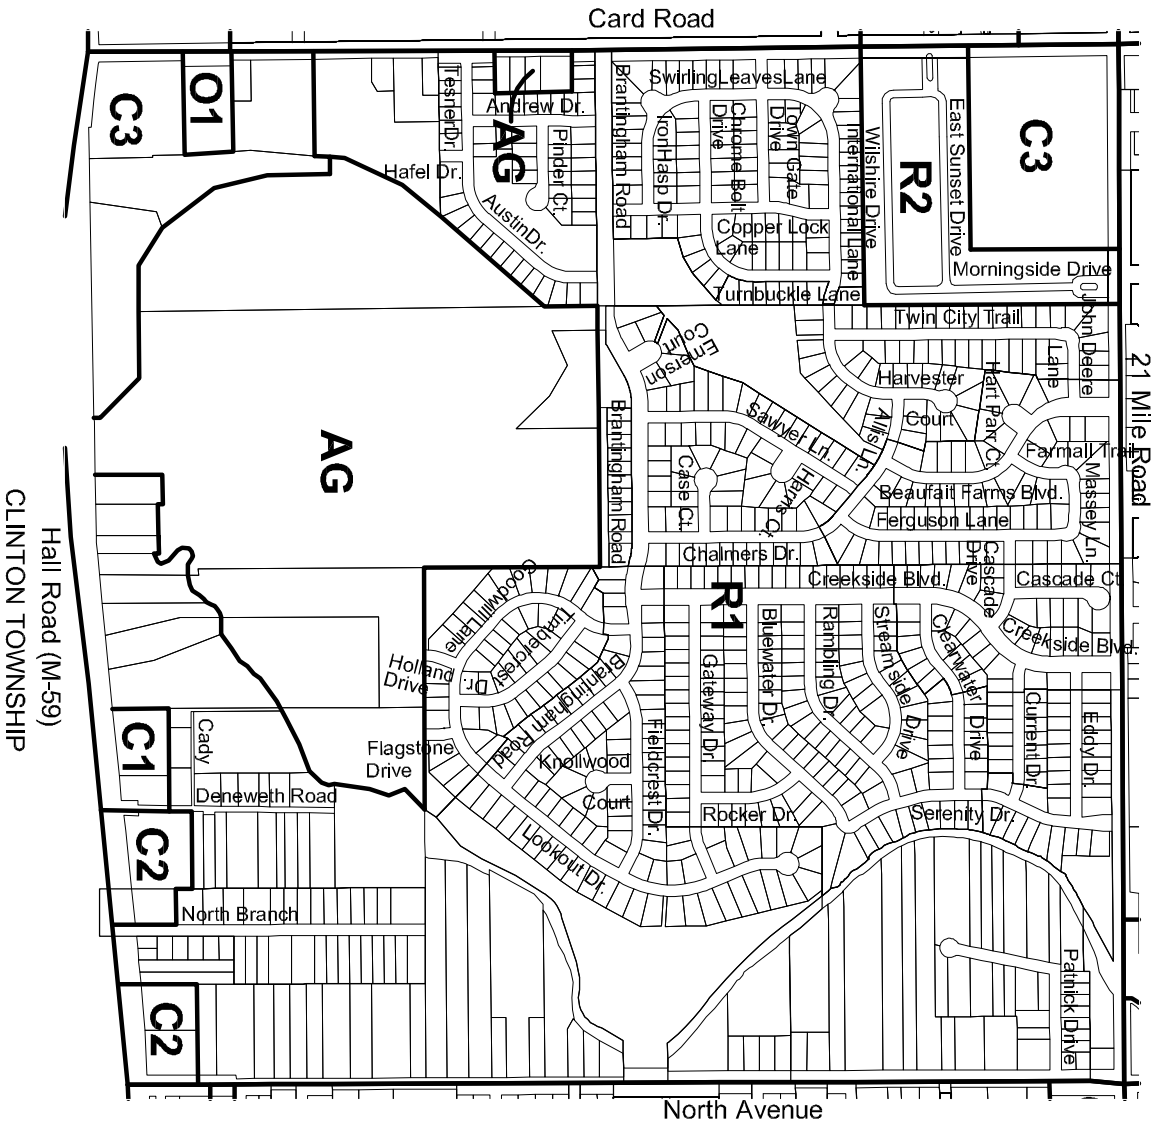 Card Road
C3
O1
Tesner Dr.
Andrew Dr.
AG
Pinder Ct.
Hafel Dr.
Austin Dr.
Brantingham Road
Swirling Leaves Lane
Iron Hasp Dr.
Chrome Bolt
Drive
Town Gate
Drive
International Lane
Copper Lock
Lane
Turnbuckle Lane
Wilshire Drive
R2
East Sunset Drive
C3
Morningside Drive
Twin City Trail
John Deere
Lane
21 Mile Road
Emerson
Court
Harvester
Court
Hart Parr Ct.
Sawyer Ln.
Allis Ln.
Farmall Trail
AG
Brantingham Road
Case Ct.
Harris Ct.
Beaufait Farms Blvd.
Massey Ln.
Ferguson Lane
Chalmers Dr.
Cascade
Drive
Cascade Ct.
Creekside Blvd.
R1
Creekside Blvd.
Hall Road (M-59)
CLINTON TOWNSHIP
Goodwill Lane
Timbercrest
Dr.
Holland
Drive
Brantingham Road
Gateway Dr.
Bluewater Dr.
Rambling Dr.
Streamside Drive
Clearwater Drive
Current Dr.
Eddy Dr.
C1
Cady
Flagstone
Drive
Knollwood
Court
Fieldcrest Dr.
Deneweth Road
Rocker Dr.
Serenity Dr.
C2
Lookout Dr.
North Branch
C2
Patnick Drive
North Avenue